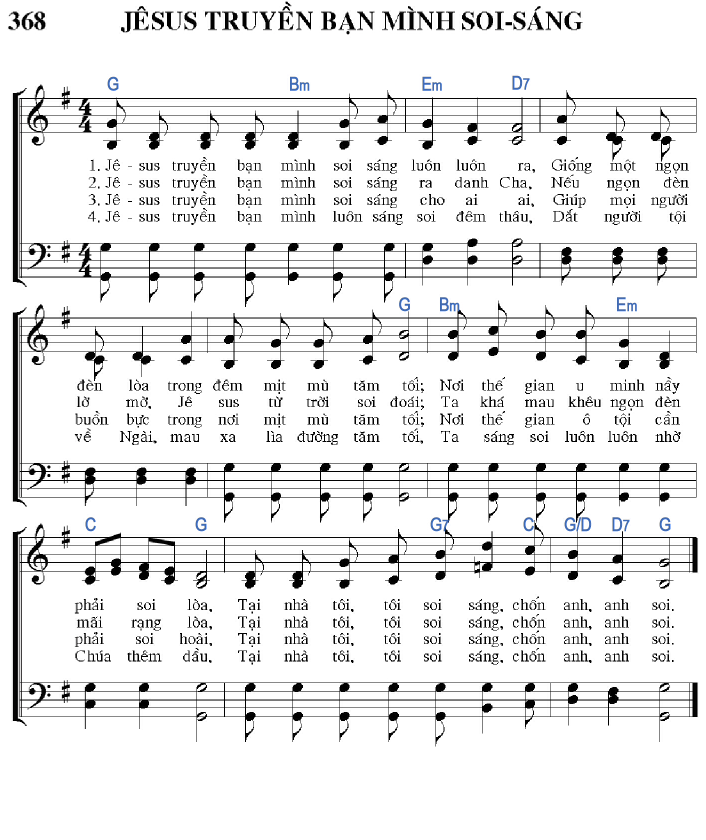 368 JÊSUS TRUYỀN BẠN MÌNH SOI-SÁNG
G Bm Em D7
4 4
1. Jê - sus truyền bạn mình soi sáng luôn luôn ra, Giống một ngọn
2. Jê - sus truyền bạn mình soi sáng ra danh Cha. Nếu ngọn đèn
3. Jê - sus truyền bạn mình soi sáng cho ai ai, Giúp mọi người
4. Jê - sus truyền bạn mình luôn sáng soi đêm thâu, Dắt người tội
4 4
G Bm Em
đèn lòa trong đêm mịt mù tăm tối; Nơi thế gian u minh nầy
lờ mờ, Jê sus từ trời soi đoái; Ta khá mau khêu ngọn đèn
buồn bực trong nơi mịt mù tăm tối; Nơi thế gian ô tội cần
về Ngài, mau xa lìa đường tăm tối, Ta sáng soi luôn luôn nhờ
C G G7 C G/D D7 G
phải soi lòa, Tại nhà tôi, tôi soi sáng, chốn anh, anh soi.
mãi rạng lòa, Tại nhà tôi, tôi soi sáng, chốn anh, anh soi.
phải soi hoài, Tại nhà tôi, tôi soi sáng, chốn anh, anh soi.
Chúa thêm dầu, Tại nhà tôi, tôi soi sáng, chốn anh, anh soi.